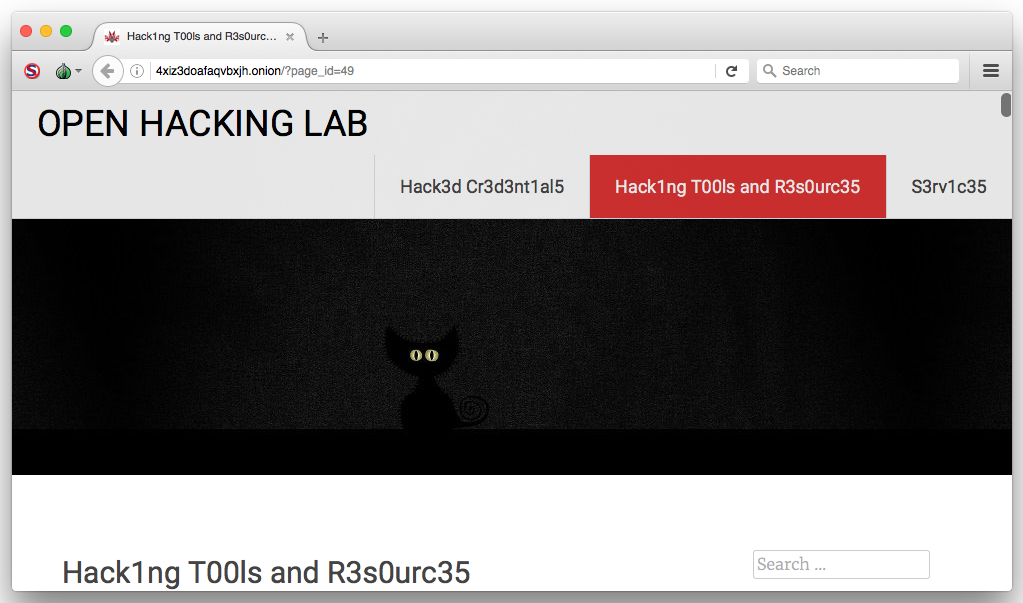 Hack1ng T00ls and R3s0urc...
4xiz3doafaqvbxjh.onion/?page_id=49
Search
OPEN HACKING LAB
Hack3d Cr3d3nt1al5
Hack1ng T00ls and R3s0urc35
S3rv1c35
Hack1ng T00ls and R3s0urc35
Search ...